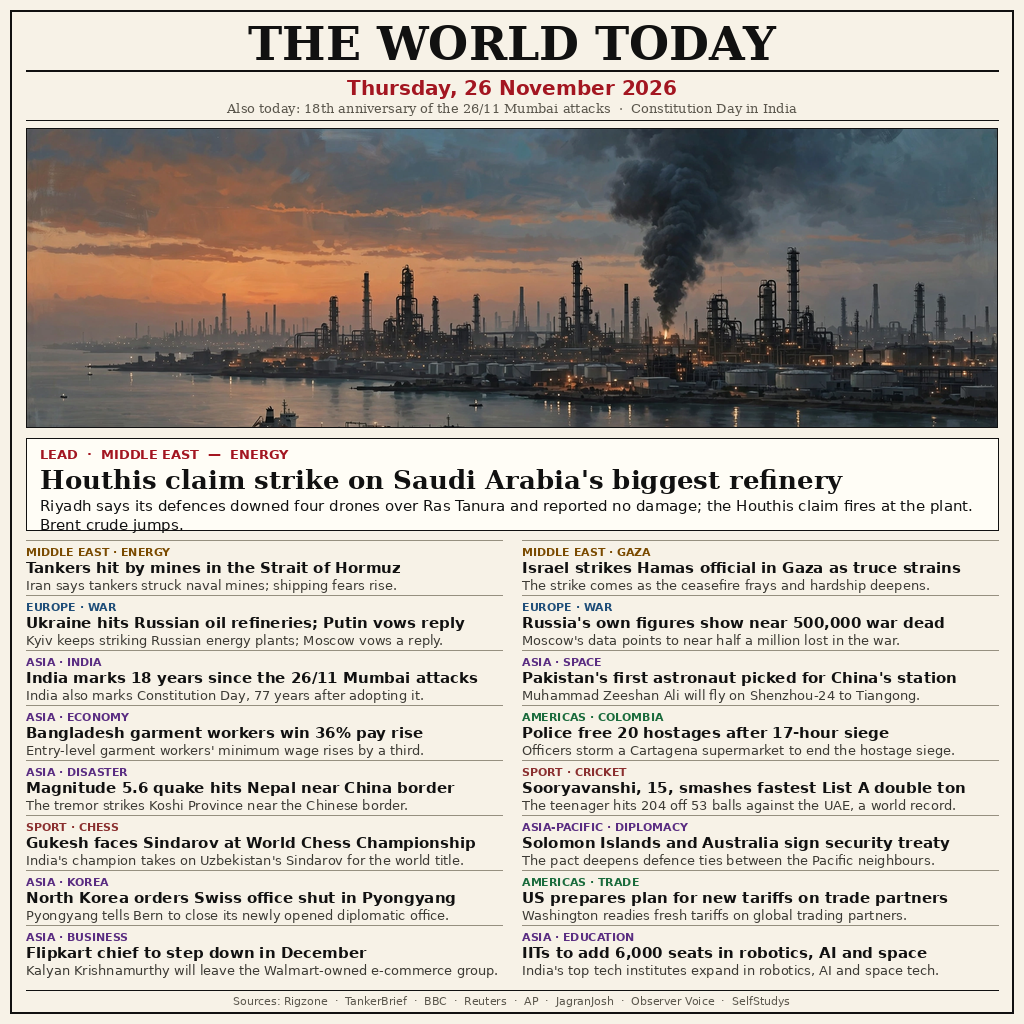 THE WORLD TODAY
Thursday, 26 November 2026
Also today: 18th anniversary of the 26/11 Mumbai attacks · Constitution Day in India
LEAD · MIDDLE EAST — ENERGY
Houthis claim strike on Saudi Arabia's biggest refinery
Riyadh says its defences downed four drones over Ras Tanura and reported no damage; the Houthis claim fires at the plant.
Brent crude jumps.
MIDDLE EAST · ENERGY
Tankers hit by mines in the Strait of Hormuz
Iran says tankers struck naval mines; shipping fears rise.
MIDDLE EAST · GAZA
Israel strikes Hamas official in Gaza as truce strains
The strike comes as the ceasefire frays and hardship deepens.
EUROPE · WAR
Ukraine hits Russian oil refineries; Putin vows reply
Kyiv keeps striking Russian energy plants; Moscow vows a reply.
EUROPE · WAR
Russia's own figures show near 500,000 war dead
Moscow's data points to near half a million lost in the war.
ASIA · INDIA
India marks 18 years since the 26/11 Mumbai attacks
India also marks Constitution Day, 77 years after adopting it.
ASIA · SPACE
Pakistan's first astronaut picked for China's station
Muhammad Zeeshan Ali will fly on Shenzhou-24 to Tiangong.
ASIA · ECONOMY
Bangladesh garment workers win 36% pay rise
Entry-level garment workers' minimum wage rises by a third.
AMERICAS · COLOMBIA
Police free 20 hostages after 17-hour siege
Officers storm a Cartagena supermarket to end the hostage siege.
ASIA · DISASTER
Magnitude 5.6 quake hits Nepal near China border
The tremor strikes Koshi Province near the Chinese border.
SPORT · CRICKET
Sooryavanshi, 15, smashes fastest List A double ton
The teenager hits 204 off 53 balls against the UAE, a world record.
SPORT · CHESS
Gukesh faces Sindarov at World Chess Championship
India's champion takes on Uzbekistan's Sindarov for the world title.
ASIA-PACIFIC · DIPLOMACY
Solomon Islands and Australia sign security treaty
The pact deepens defence ties between the Pacific neighbours.
ASIA · KOREA
North Korea orders Swiss office shut in Pyongyang
Pyongyang tells Bern to close its newly opened diplomatic office.
AMERICAS · TRADE
US prepares plan for new tariffs on trade partners
Washington readies fresh tariffs on global trading partners.
ASIA · BUSINESS
Flipkart chief to step down in December
Kalyan Krishnamurthy will leave the Walmart-owned e-commerce group.
ASIA · EDUCATION
IITs to add 6,000 seats in robotics, AI and space
India's top tech institutes expand in robotics, AI and space tech.
Sources: Rigzone · TankerBrief · BBC · Reuters · AP · JagranJosh · Observer Voice · SelfStudys